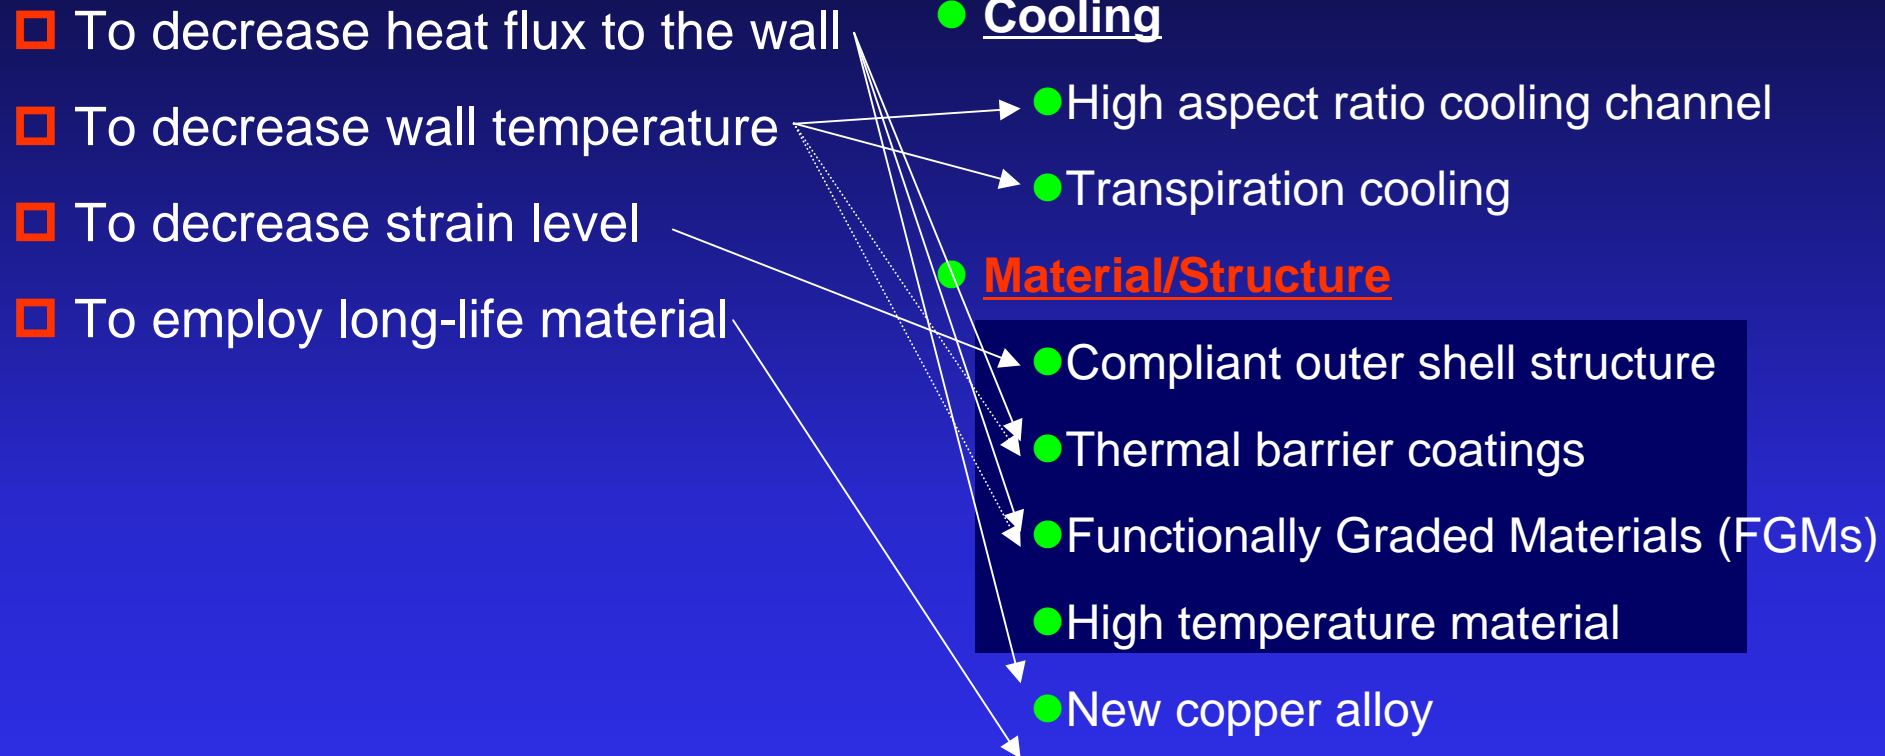 To decrease heat flux to the wall
To decrease wall temperature
To decrease strain level
To employ long-life material
Cooling
High aspect ratio cooling channel
Transpiration cooling
Material/Structure
Compliant outer shell structure
Thermal barrier coatings
Functionally Graded Materials (FGMs)
High temperature material
New copper alloy